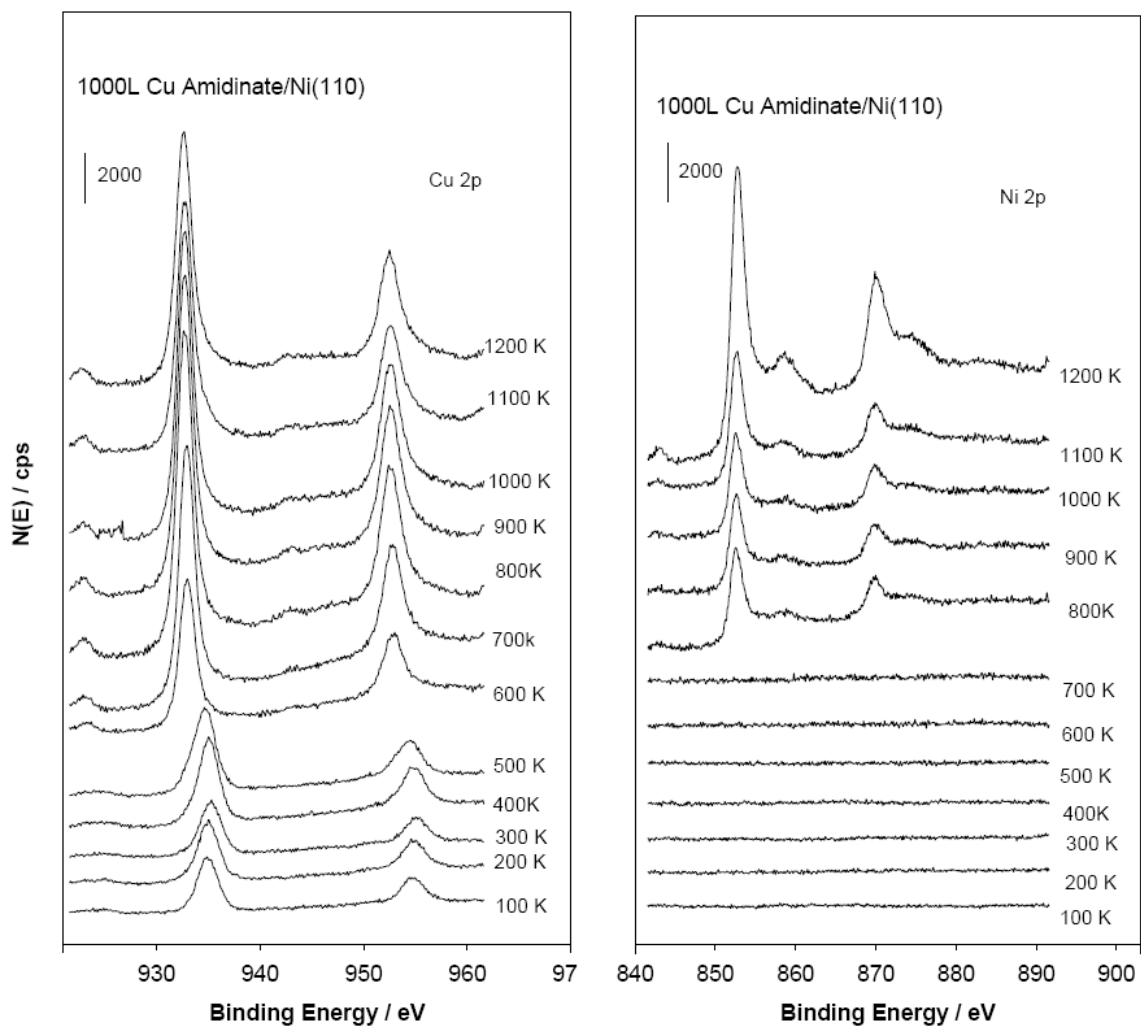 1000L Cu Amidinate/Ni(110)
2000
Cu 2p
1200 K
1100 K
1000 K
900 K
800K
700k
600 K
500 K
400K
300 K
200 K
100 K
N(E) / cps
930 940 950 960 97
Binding Energy / eV
1000L Cu Amidinate/Ni(110)
2000
Ni 2p
1200 K
1100 K
1000 K
900 K
800K
700 K
600 K
500 K
400K
300 K
200 K
100 K
840 850 860 870 880 890 900
Binding Energy / eV